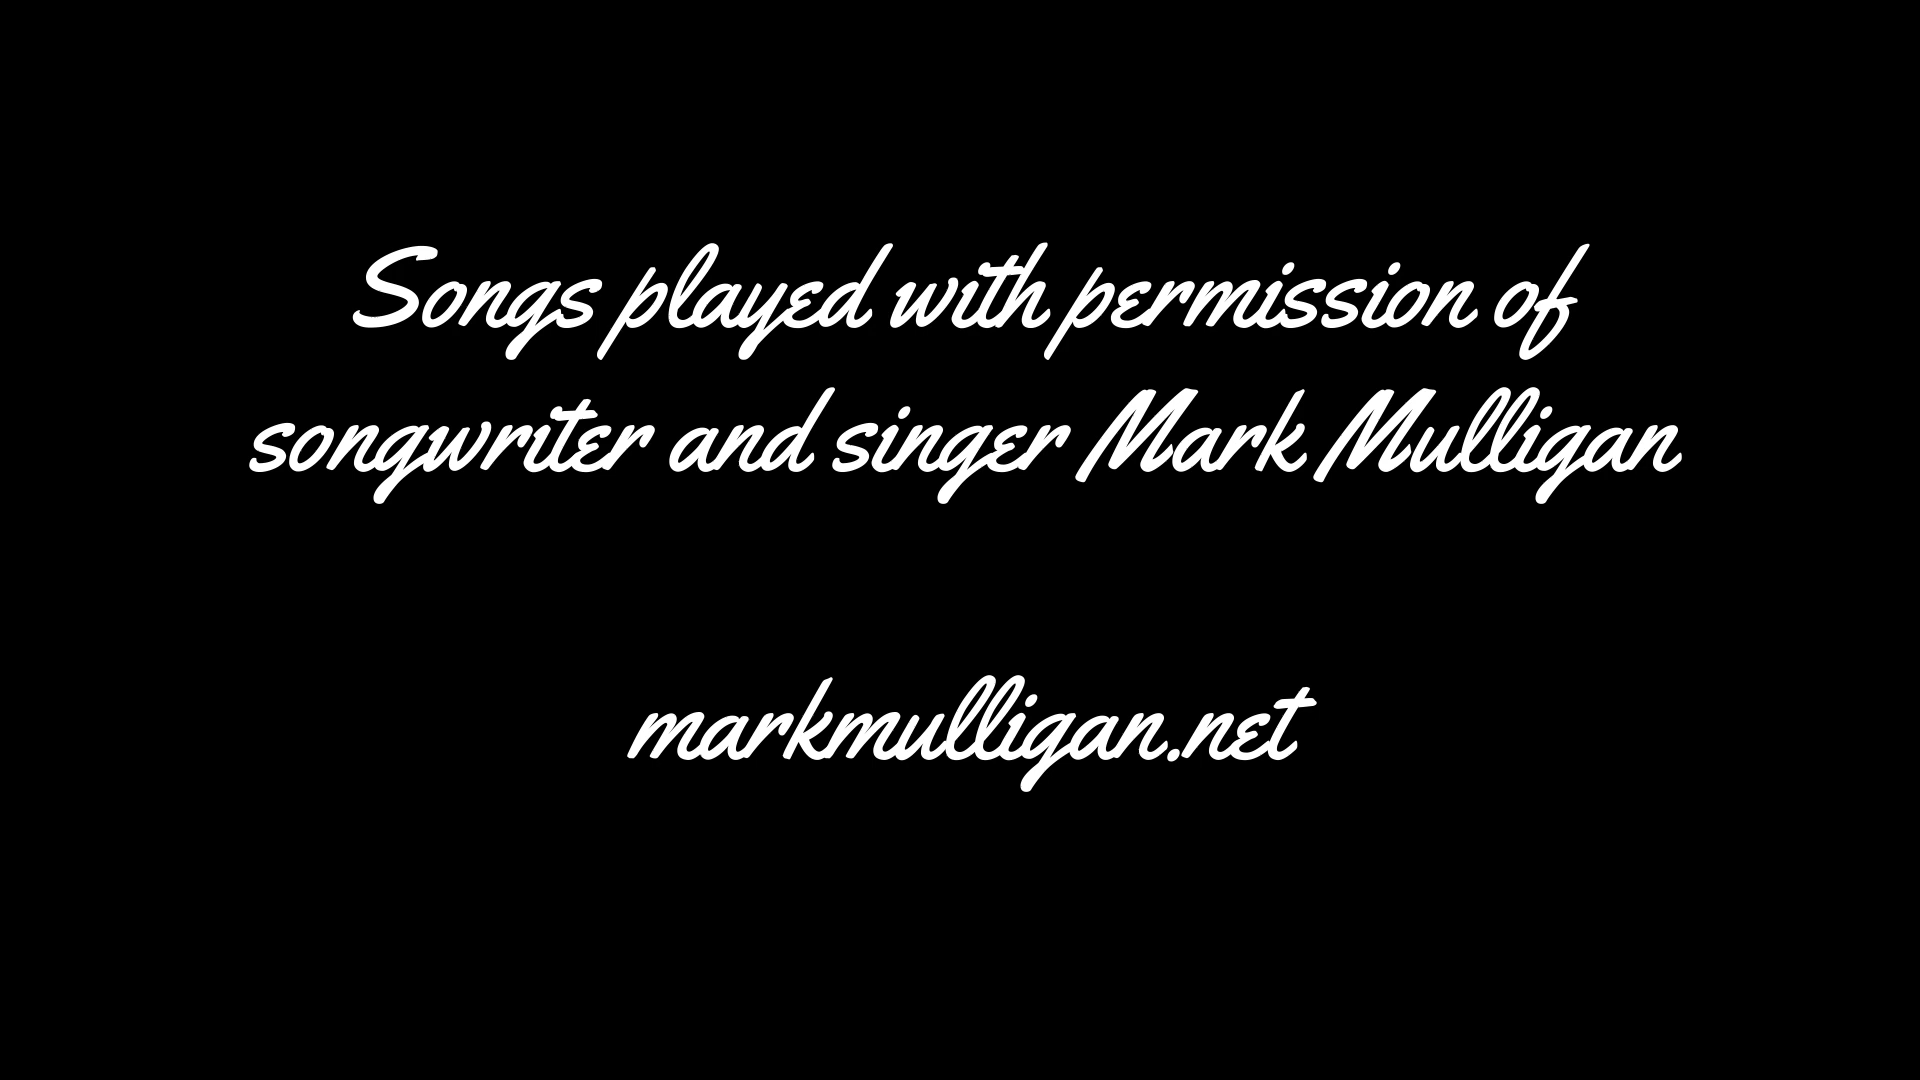 Songs played with permission of
songwriter and singer Mark Mulligan
markmulligan.net